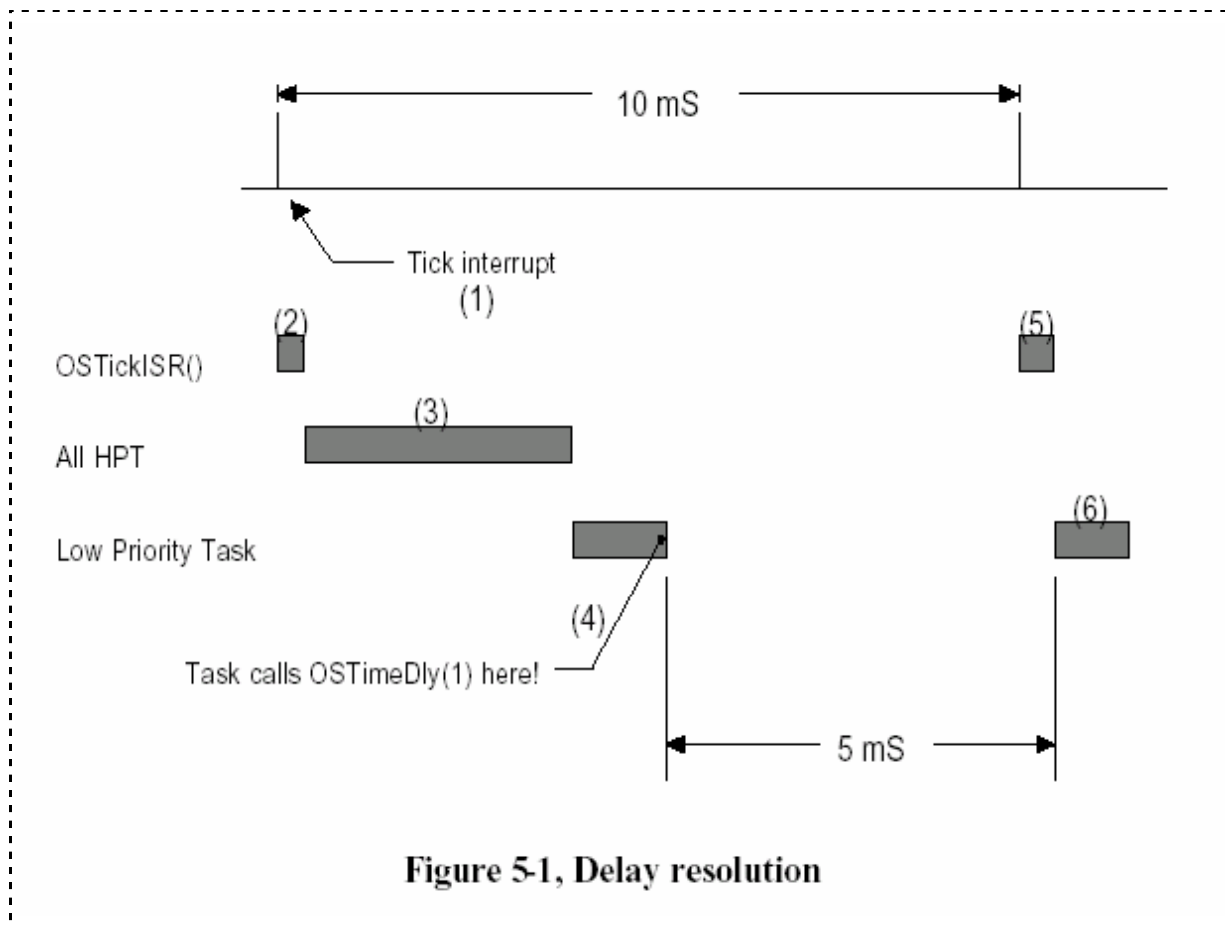 10 mS
Tick interrupt
(1)
(2)
(5)
OSTickISR()
(3)
All HPT
(6)
Low Priority Task
(4)
Task calls OSTimeDly(1) here!
5 mS
Figure 5-1, Delay resolution